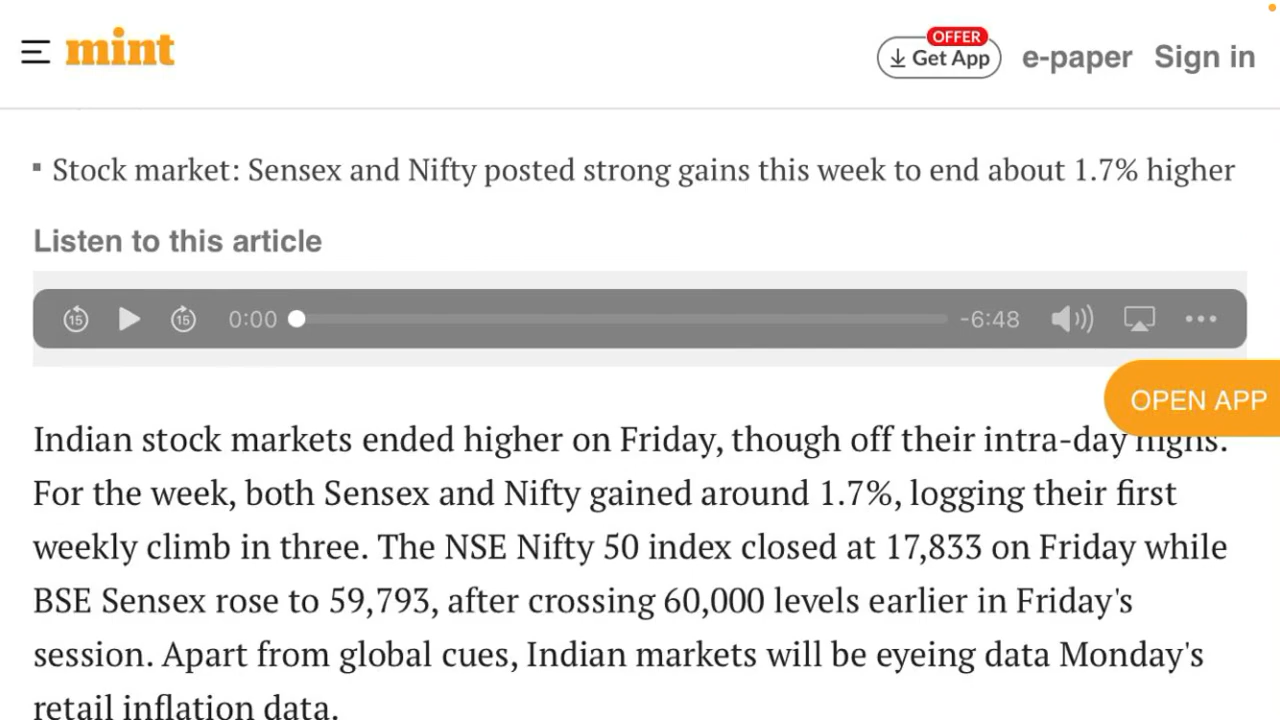 mint
OFFER
Get App
e-paper
Sign in
Stock market: Sensex and Nifty posted strong gains this week to end about 1.7% higher
Listen to this article
15
15
0:00
-6:48
OPEN APP
Indian stock markets ended higher on Friday, though off their intra-day highs.
For the week, both Sensex and Nifty gained around 1.7%, logging their first
weekly climb in three. The NSE Nifty 50 index closed at 17,833 on Friday while
BSE Sensex rose to 59,793, after crossing 60,000 levels earlier in Friday's
session. Apart from global cues, Indian markets will be eyeing data Monday's
retail inflation data.